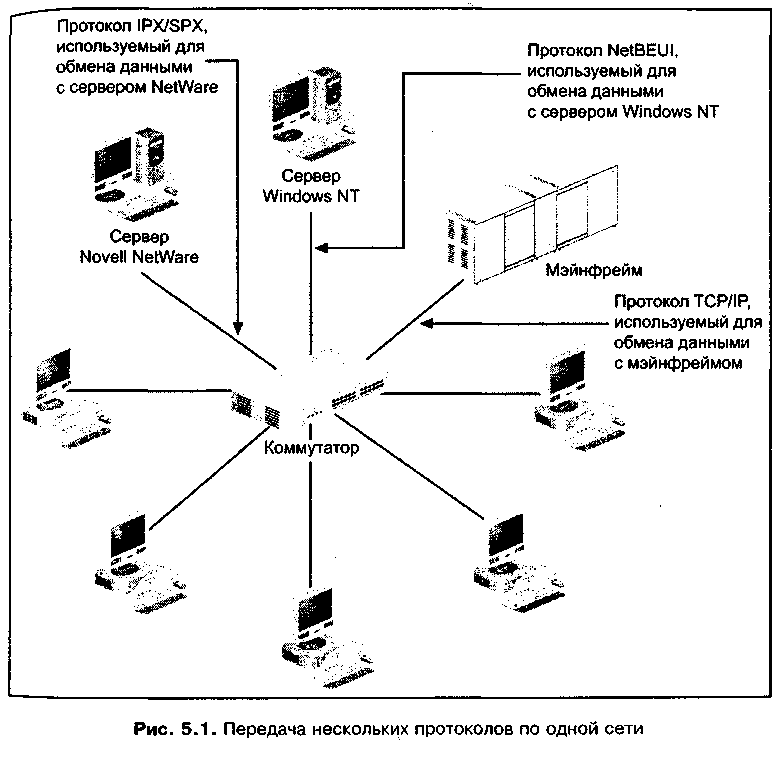 Протокол IPX/SPX,
используемый для
обмена данными
с сервером NetWare
Протокол NetBEUI,
используемый для
обмена данными
с сервером Windows NT
Сервер
Windows NT
Сервер
Novell NetWare
Мэйнфрейм
Протокол TCP/IP,
используемый для
обмена данными
с мэйнфреймом
Коммутатор
Рис. 5.1. Передача нескольких протоколов по одной сети